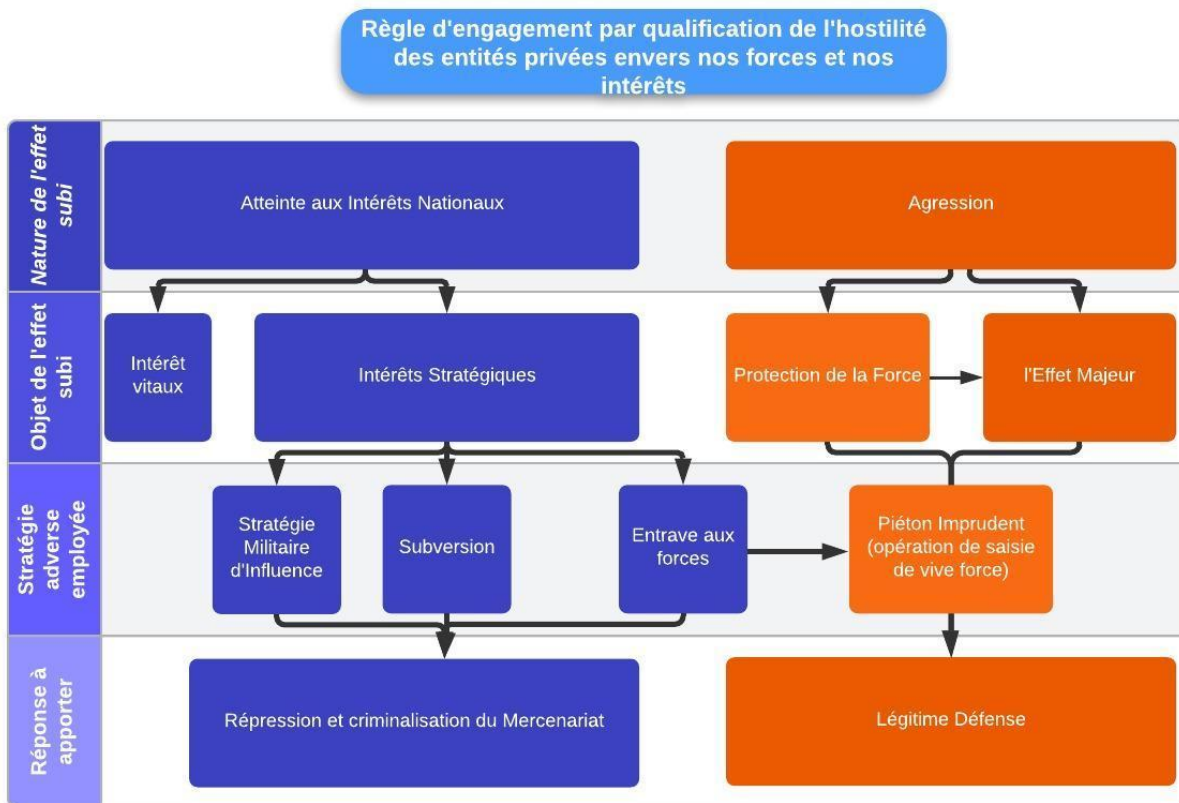 Règle d'engagement par qualification de l'hostilité
des entités privées envers nos forces et nos
intérêts
Nature de l'effet
subi
Atteinte aux Intérêts Nationaux
Agression
Objet de l'effet
subi
Intérêt
vitaux
Intérêts Stratégiques
Protection de la Force
l'Effet Majeur
Stratégie
adverse
employée
Stratégie
Militaire
d'Influence
Subversion
Entrave aux
forces
Piéton Imprudent
(opération de saisie
de vive force)
Réponse à
apporter
Répression et criminalisation du Mercenariat
Légitime Défense